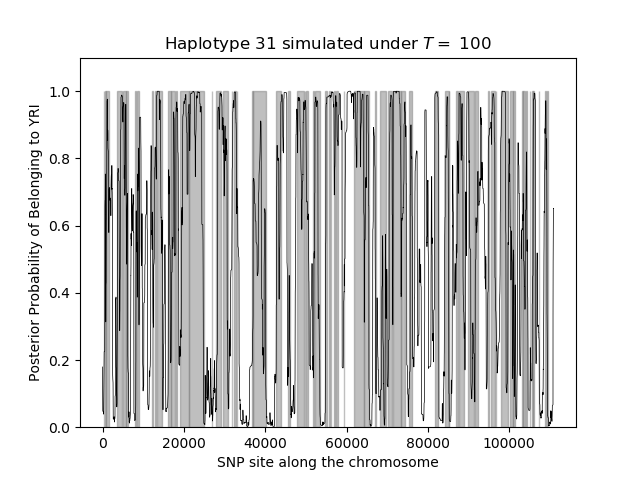 Haplotype 31 simulated under T = 100
Posterior Probability of Belonging to YRI
1.0
0.8
0.6
0.4
0.2
0.0
0 20000 40000 60000 80000 100000
SNP site along the chromosome